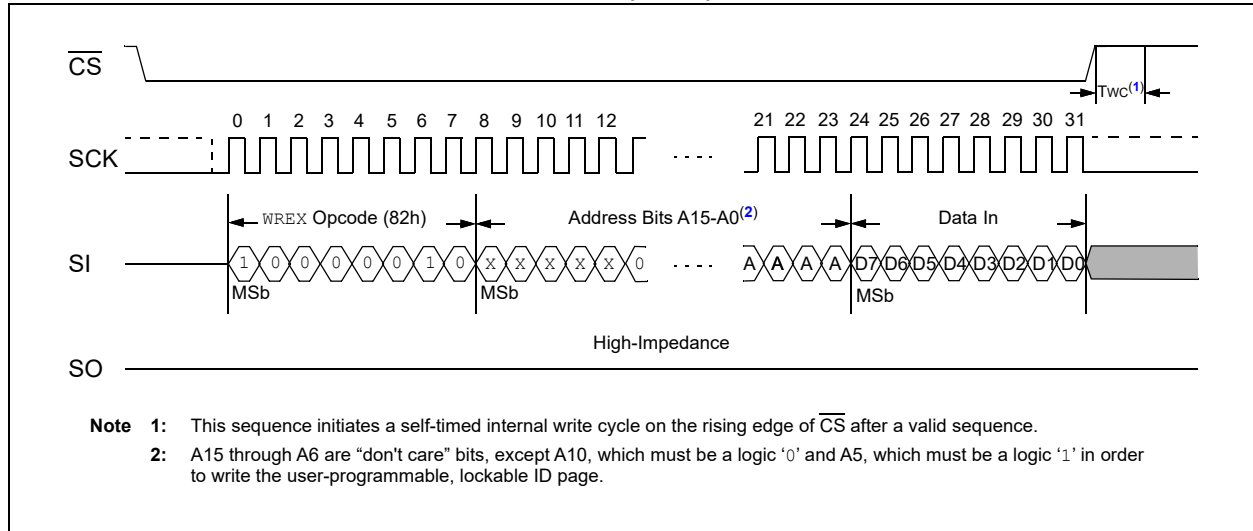 CS
TWC(1)
0 1 2 3 4 5 6 7 8 9 10 11 12 21 22 23 24 25 26 27 28 29 30 31
SCK
WREX Opcode (82h) Address Bits A15-A0(2) Data In
SI 1 0 0 0 0 0 1 0 X X X X X 0 A A A A D7 D6 D5 D4 D3 D2 D1 D0
MSb MSb MSb
High-Impedance
SO
Note 1: This sequence initiates a self-timed internal write cycle on the rising edge of CS after a valid sequence.
2: A15 through A6 are “don't care” bits, except A10, which must be a logic ‘0’ and A5, which must be a logic ‘1’ in order
to write the user-programmable, lockable ID page.